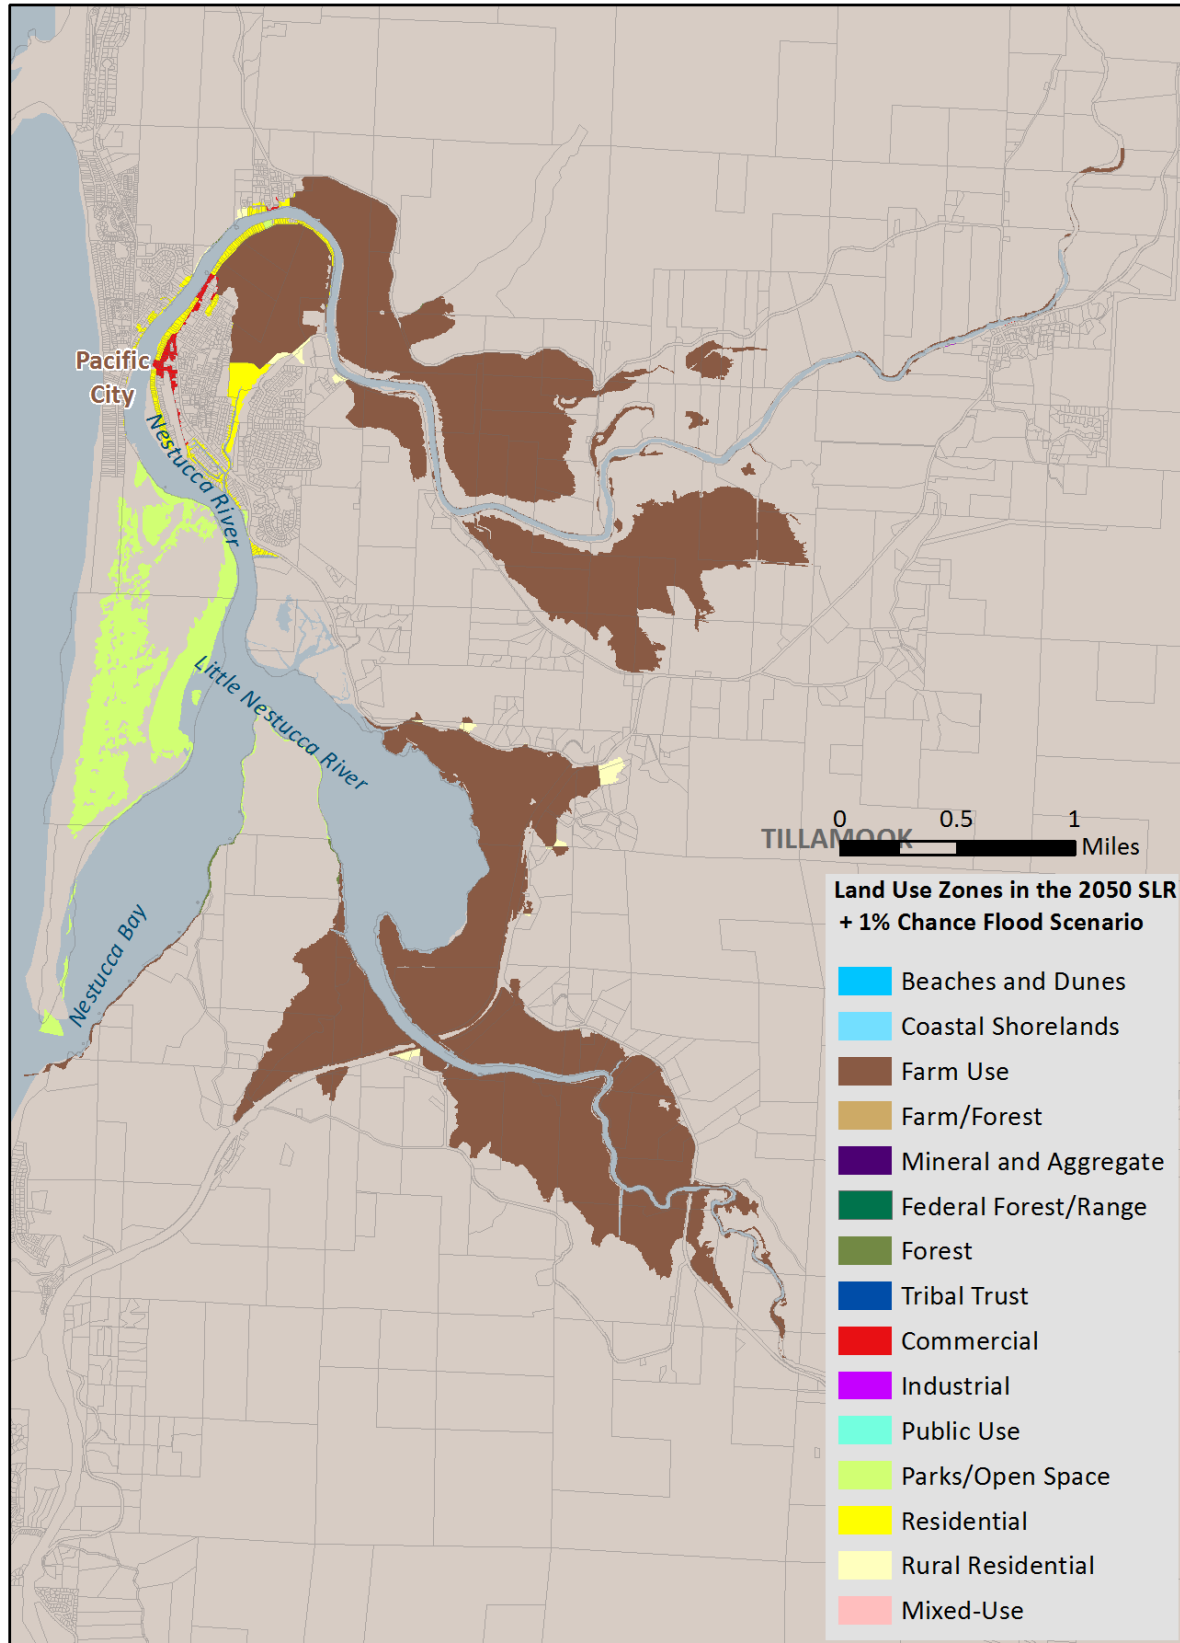 Pacific
City
Nestucca River
Little Nestucca River
Nestucca Bay
TILLAMOOK
0 0.5 1
Miles
Land Use Zones in the 2050 SLR
+ 1% Chance Flood Scenario
Beaches and Dunes
Coastal Shorelands
Farm Use
Farm/Forest
Mineral and Aggregate
Federal Forest/Range
Forest
Tribal Trust
Commercial
Industrial
Public Use
Parks/Open Space
Residential
Rural Residential
Mixed-Use